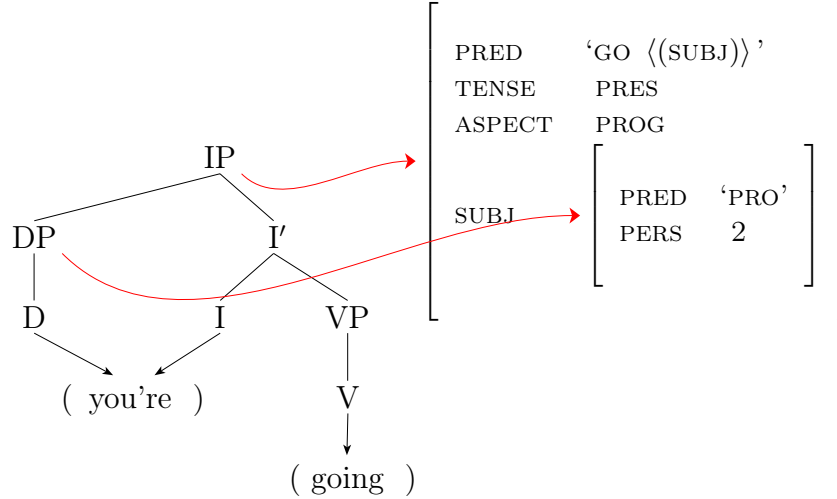 PRED ‘GO ⟨(SUBJ)⟩’
TENSE PRES
ASPECT PROG
SUBJ
PRED ‘PRO’
PERS 2
IP
DP I′
D I VP
( you're ) V
( going )